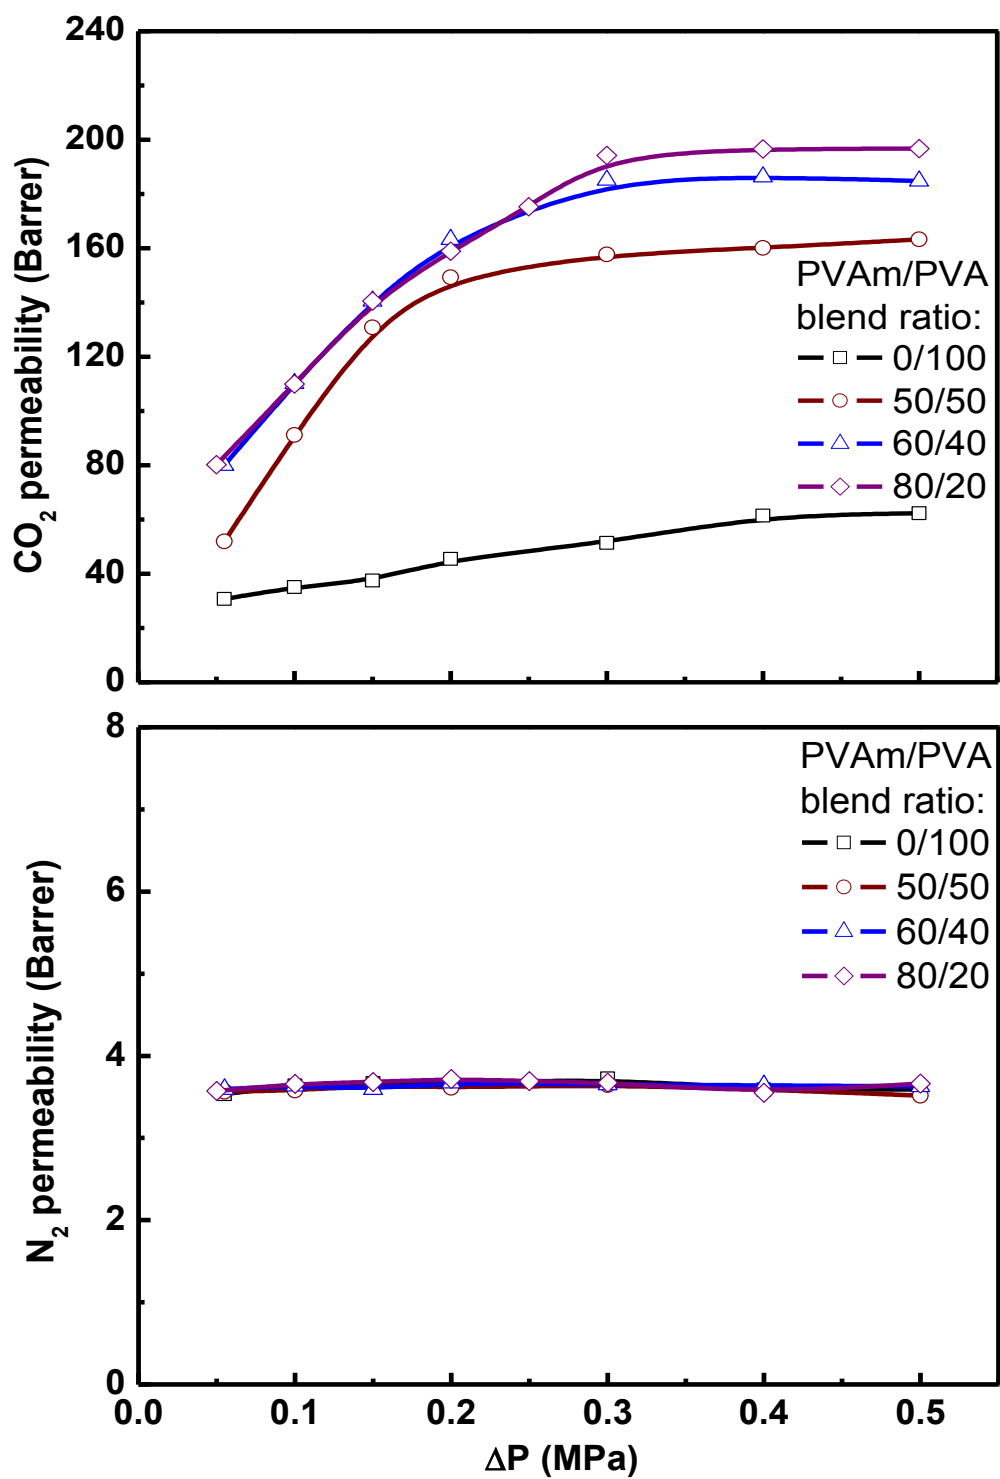 240
200
160
120
80
40
0
CO₂ permeability (Barrer)
PVAm/PVA
blend ratio:
0/100
50/50
60/40
80/20
8
6
4
2
0
N₂ permeability (Barrer)
PVAm/PVA
blend ratio:
0/100
50/50
60/40
80/20
0.0 0.1 0.2 0.3 0.4 0.5
ΔP (MPa)